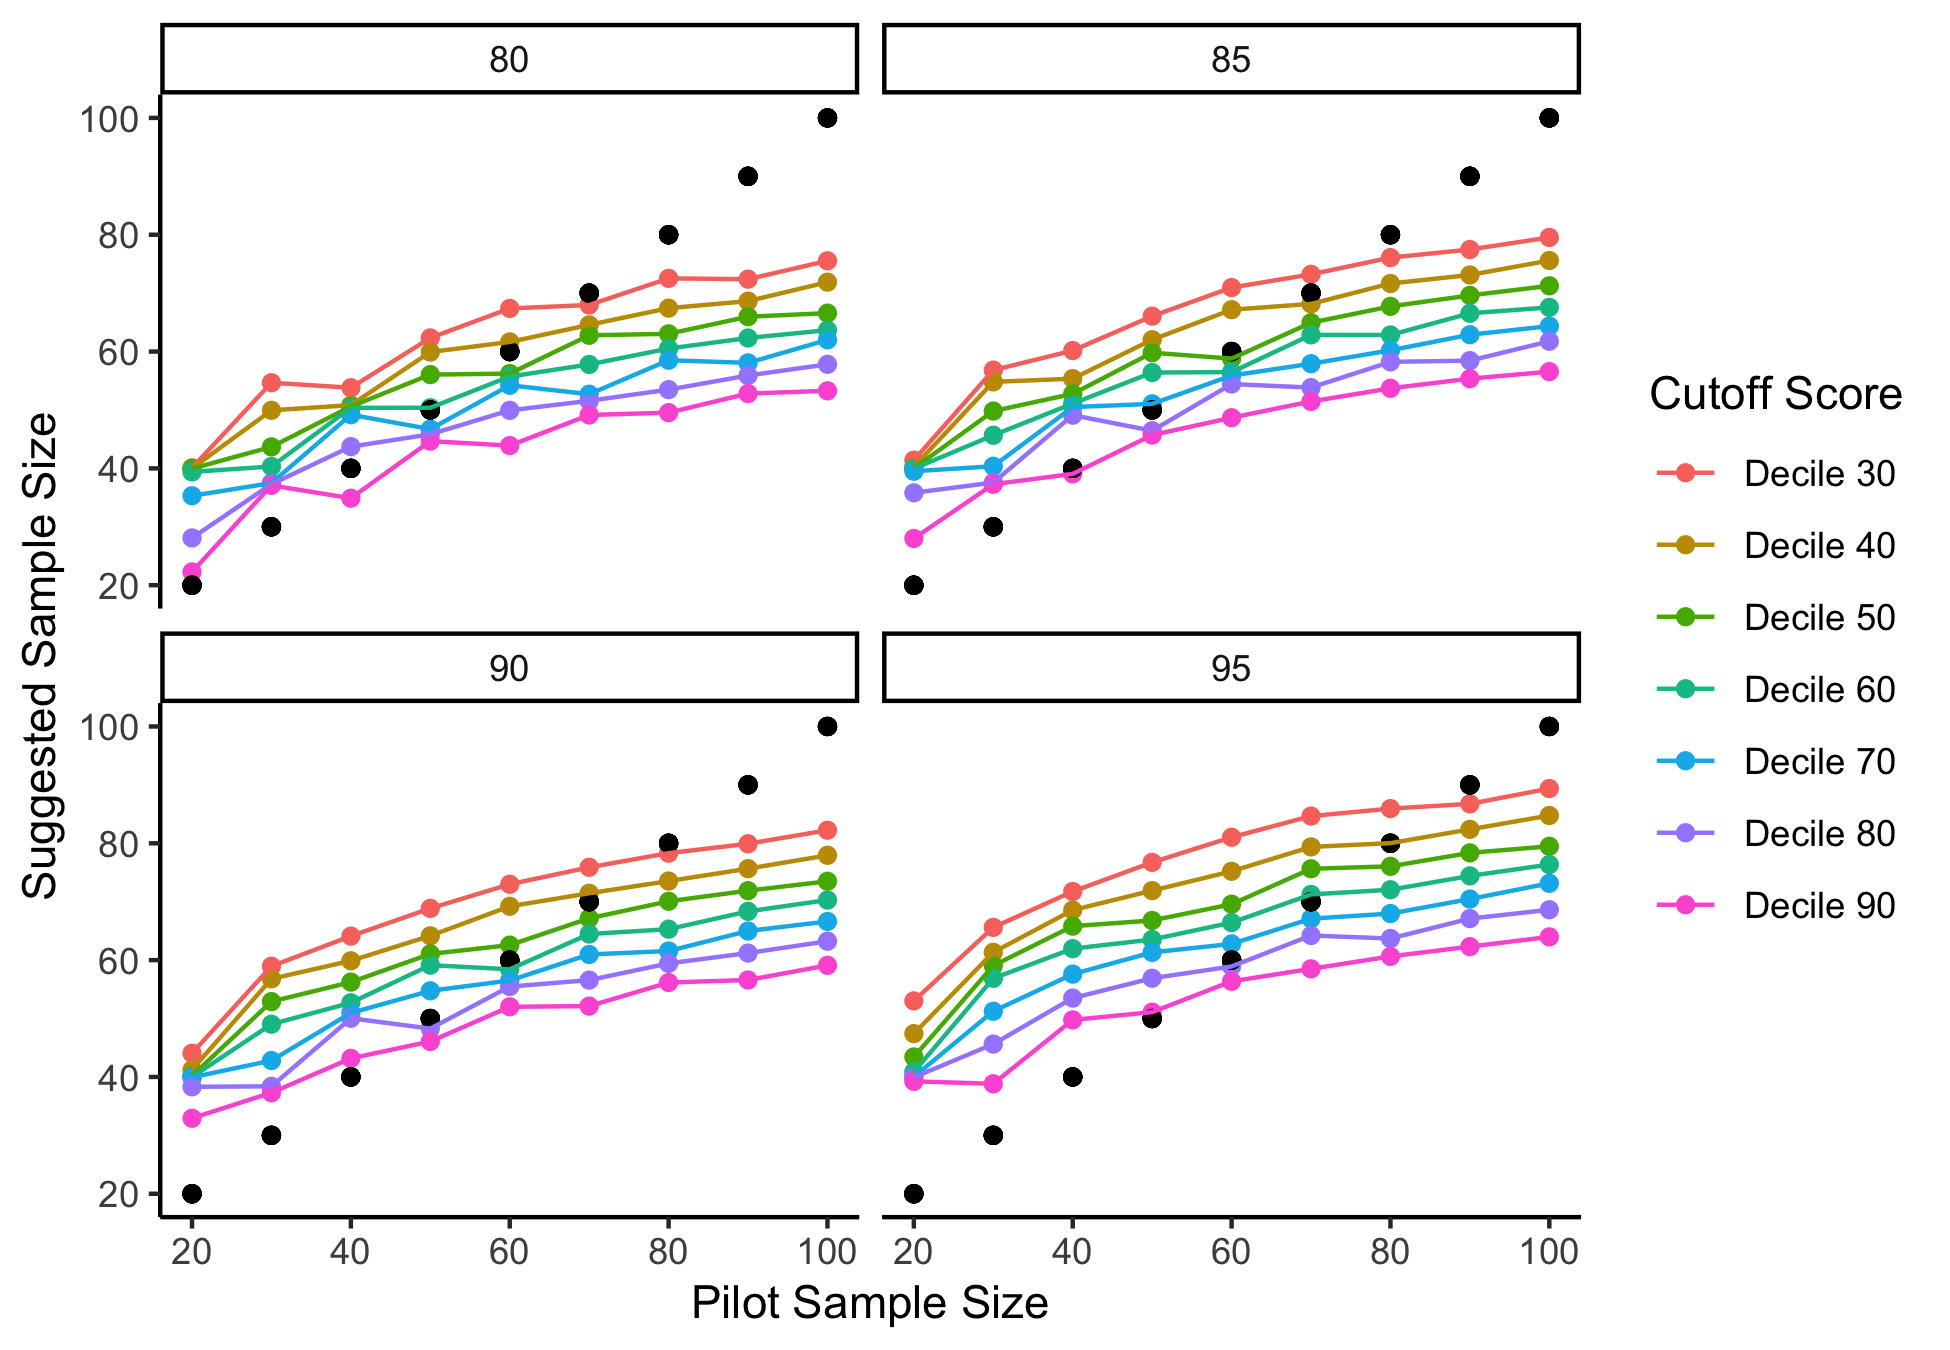 80
85
100
80
60
40
20
90
95
100
80
60
40
20
20 40 60 80 100
20 40 60 80 100
Pilot Sample Size
Suggested Sample Size
Cutoff Score
Decile 30
Decile 40
Decile 50
Decile 60
Decile 70
Decile 80
Decile 90